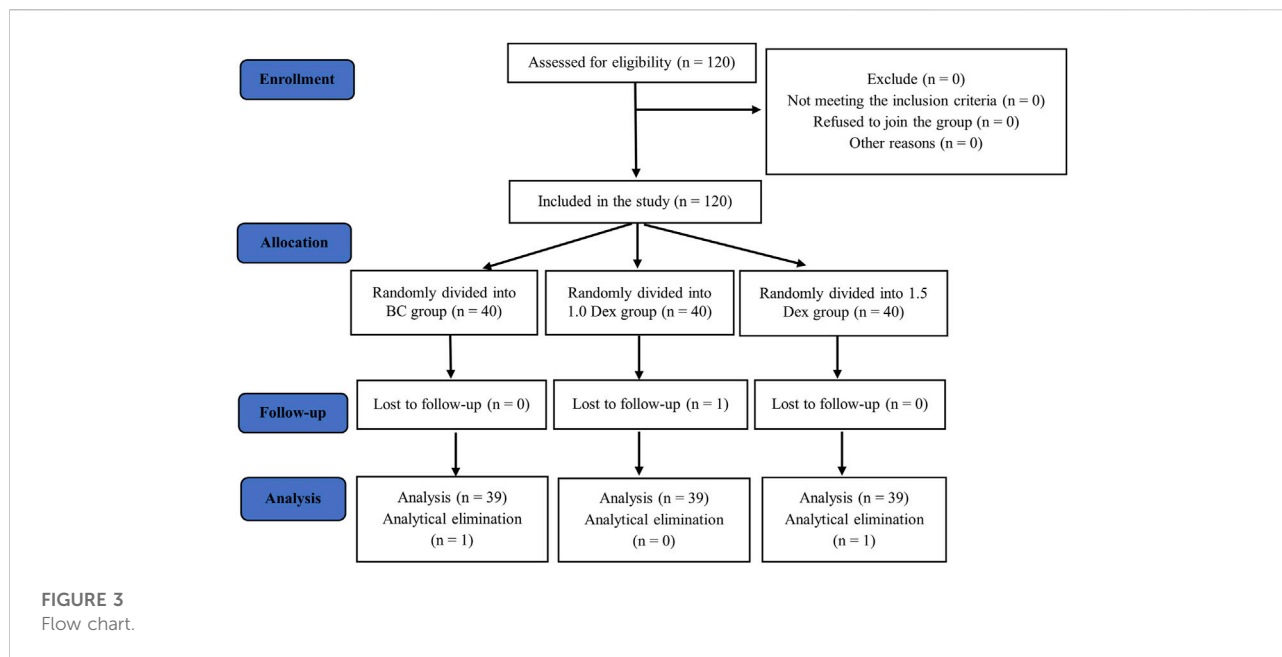 Enrollment
Assessed for eligibility (n = 120)
Exclude (n = 0)
Not meeting the inclusion criteria (n = 0)
Refused to join the group (n = 0)
Other reasons (n = 0)
Included in the study (n = 120)
Allocation
Randomly divided into
BC group (n = 40)
Randomly divided into
1.0 Dex group (n = 40)
Randomly divided into 1.5
Dex group (n = 40)
Follow-up
Lost to follow-up (n = 0)
Lost to follow-up (n = 1)
Lost to follow-up (n = 0)
Analysis
Analysis (n = 39)
Analytical elimination
(n = 1)
Analysis (n = 39)
Analytical elimination
(n = 0)
Analysis (n = 39)
Analytical elimination
(n = 1)
FIGURE 3
Flow chart.